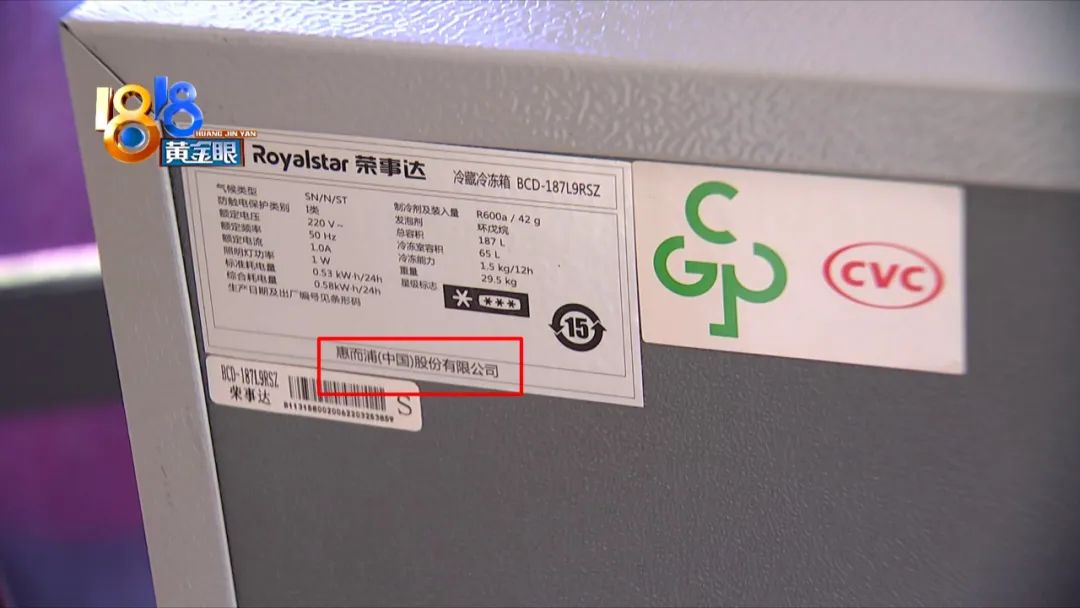 1818
HUANG JIN YAN
黄金眼
Royalstar 荣事达
冷藏冷冻箱 BCD-187L9RSZ
气候类型 SN/N/ST
防触电保护类别 I类
额定电压 220 V~
额定频率 50 Hz
额定电流 1.0A
照明灯功率 1 W
标准耗电量 0.53 kW·h/24h
综合耗电量 0.58kW·h/24h
生产日期及出厂编号见条形码
制冷剂及装入量 R600a / 42 g
发泡剂 环戊烷
总容积 187 L
冷冻室容积 65 L
冷冻能力 1.5 kg/12h
重量 29.5 kg
星级标志
15
惠而浦(中国)股份有限公司
BCD-187L9RSZ
荣事达
S
CGP
CVC